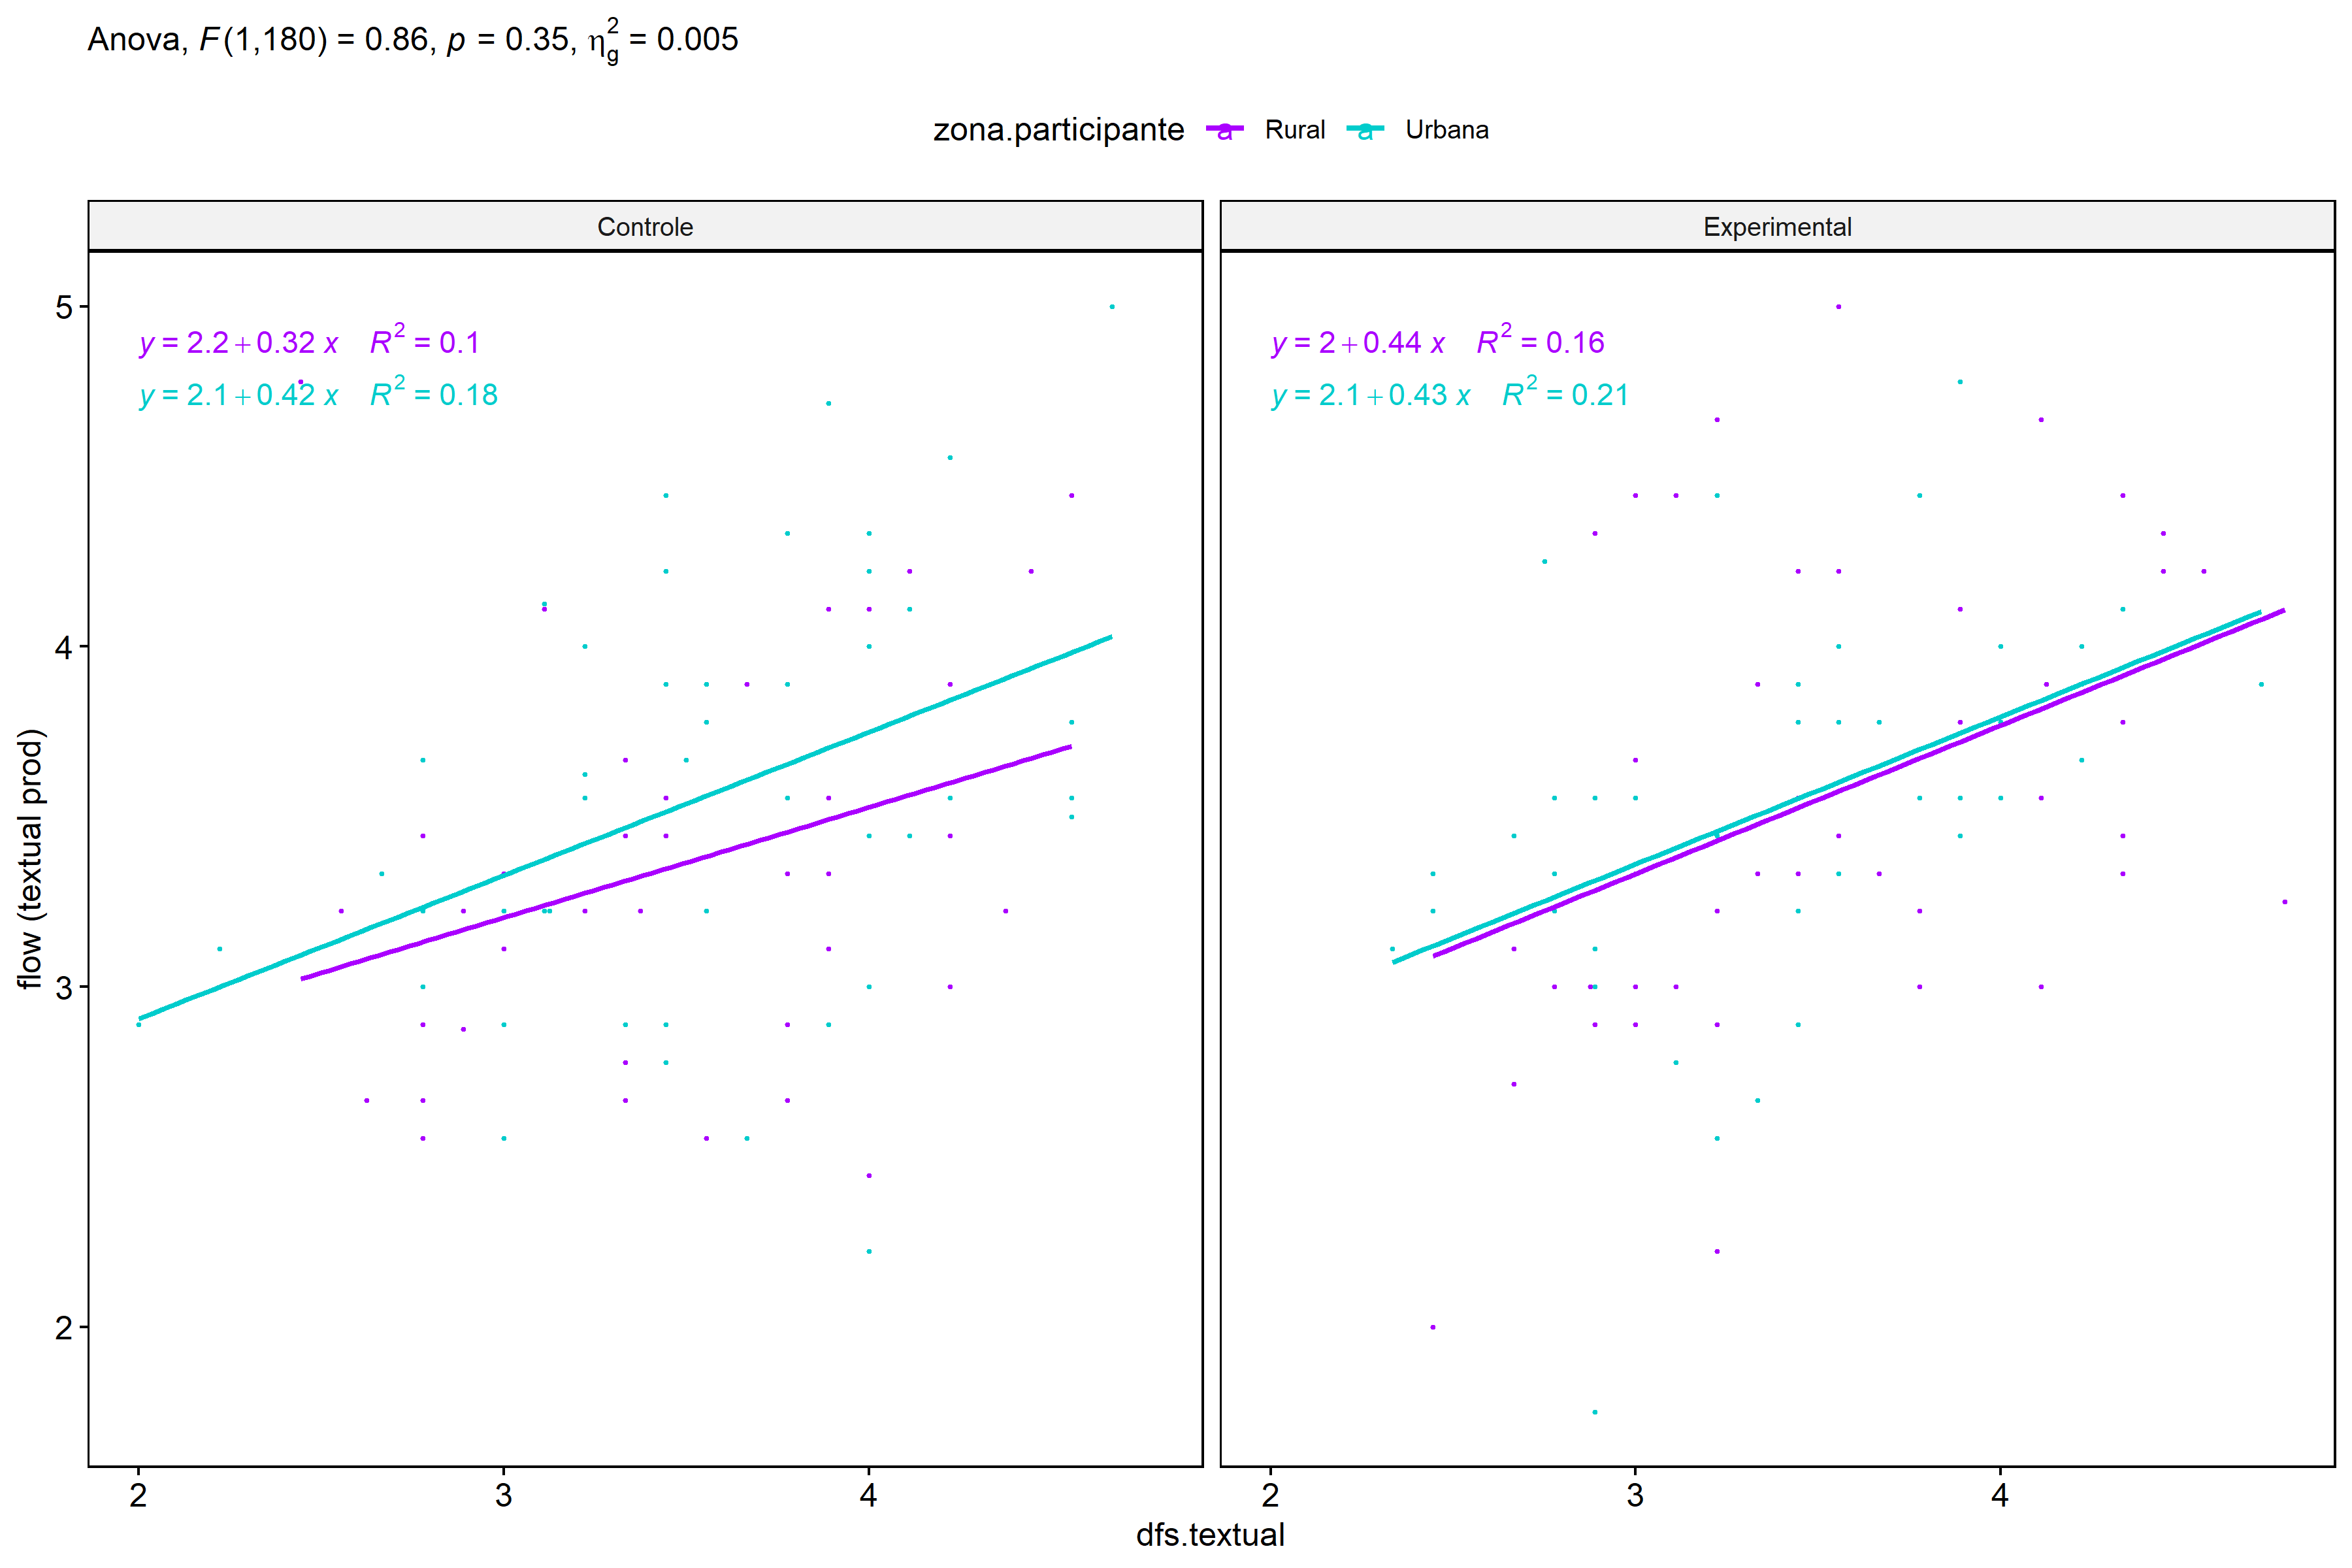 Anova, F(1,180) = 0.86, p = 0.35, η²g = 0.005
zona.participante a Rural a Urbana
Controle Experimental
y = 2.2 + 0.32 x R² = 0.1
y = 2.1 + 0.42 x R² = 0.18
y = 2 + 0.44 x R² = 0.16
y = 2.1 + 0.43 x R² = 0.21
5
4
3
2
flow (textual prod)
2 3 4 2 3 4
dfs.textual